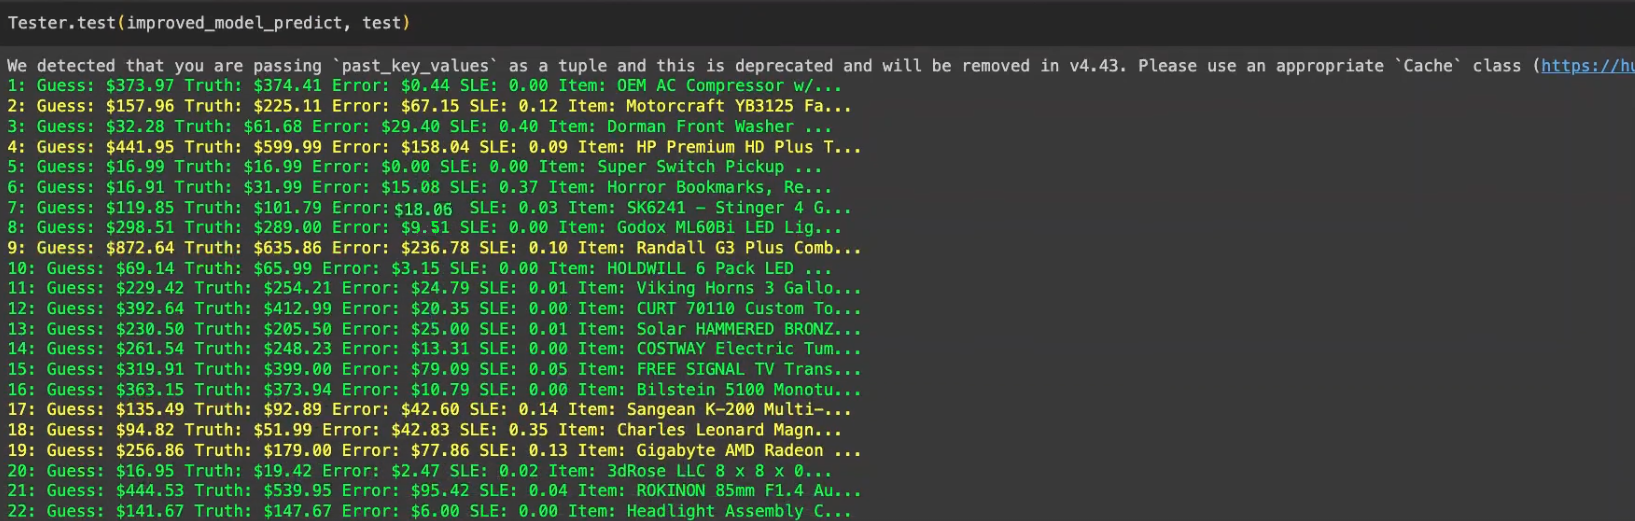 Tester.test(improved_model_predict, test)
We detected that you are passing `past_key_values` as a tuple and this is deprecated and will be removed in v4.43. Please use an appropriate `Cache` class (https://hu
1: Guess: $373.97 Truth: $374.41 Error: $0.44 SLE: 0.00 Item: OEM AC Compressor w/...
2: Guess: $157.96 Truth: $225.11 Error: $67.15 SLE: 0.12 Item: Motorcraft YB3125 Fa...
3: Guess: $32.28 Truth: $61.68 Error: $29.40 SLE: 0.40 Item: Dorman Front Washer ...
4: Guess: $441.95 Truth: $599.99 Error: $158.04 SLE: 0.09 Item: HP Premium HD Plus T...
5: Guess: $16.99 Truth: $16.99 Error: $0.00 SLE: 0.00 Item: Super Switch Pickup ...
6: Guess: $16.91 Truth: $31.99 Error: $15.08 SLE: 0.37 Item: Horror Bookmarks, Re...
7: Guess: $119.85 Truth: $101.79 Error: $18.06 SLE: 0.03 Item: SK6241 - Stinger 4 G...
8: Guess: $298.51 Truth: $289.00 Error: $9.51 SLE: 0.00 Item: Godox ML60Bi LED Lig...
9: Guess: $872.64 Truth: $635.86 Error: $236.78 SLE: 0.10 Item: Randall G3 Plus Comb...
10: Guess: $69.14 Truth: $65.99 Error: $3.15 SLE: 0.00 Item: HOLDWILL 6 Pack LED ...
11: Guess: $229.42 Truth: $254.21 Error: $24.79 SLE: 0.01 Item: Viking Horns 3 Gallo...
12: Guess: $392.64 Truth: $412.99 Error: $20.35 SLE: 0.00 Item: CURT 70110 Custom To...
13: Guess: $230.50 Truth: $205.50 Error: $25.00 SLE: 0.01 Item: Solar HAMMERED BRONZ...
14: Guess: $261.54 Truth: $248.23 Error: $13.31 SLE: 0.00 Item: COSTWAY Electric Tum...
15: Guess: $319.91 Truth: $399.00 Error: $79.09 SLE: 0.05 Item: FREE SIGNAL TV Trans...
16: Guess: $363.15 Truth: $373.94 Error: $10.79 SLE: 0.00 Item: Bilstein 5100 Monotu...
17: Guess: $135.49 Truth: $92.89 Error: $42.60 SLE: 0.14 Item: Sangean K-200 Multi-...
18: Guess: $94.82 Truth: $51.99 Error: $42.83 SLE: 0.35 Item: Charles Leonard Magn...
19: Guess: $256.86 Truth: $179.00 Error: $77.86 SLE: 0.13 Item: Gigabyte AMD Radeon ...
20: Guess: $16.95 Truth: $19.42 Error: $2.47 SLE: 0.02 Item: 3dRose LLC 8 x 8 x 0...
21: Guess: $444.53 Truth: $539.95 Error: $95.42 SLE: 0.04 Item: ROKINON 85mm F1.4 Au...
22: Guess: $141.67 Truth: $147.67 Error: $6.00 SLE: 0.00 Item: Headlight Assembly C...